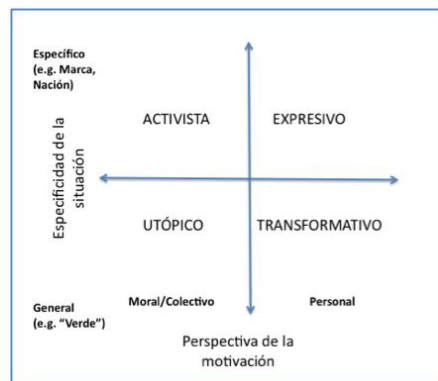 Específico
(e.g. Marca,
Nación)
ACTIVISTA
EXPRESIVO
Especificidad de la
situación
UTÓPICO
TRANSFORMATIVO
General
(e.g. “Verde”)
Moral/Colectivo
Personal
Perspectiva de la
motivación